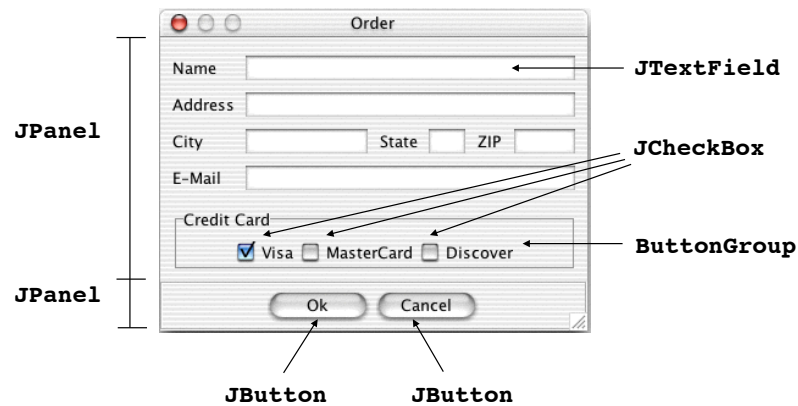 Order
Name
JTextField
Address
JPanel
City State ZIP
JCheckBox
E-Mail
Credit Card
Visa MasterCard Discover
ButtonGroup
JPanel
Ok Cancel
JButton JButton